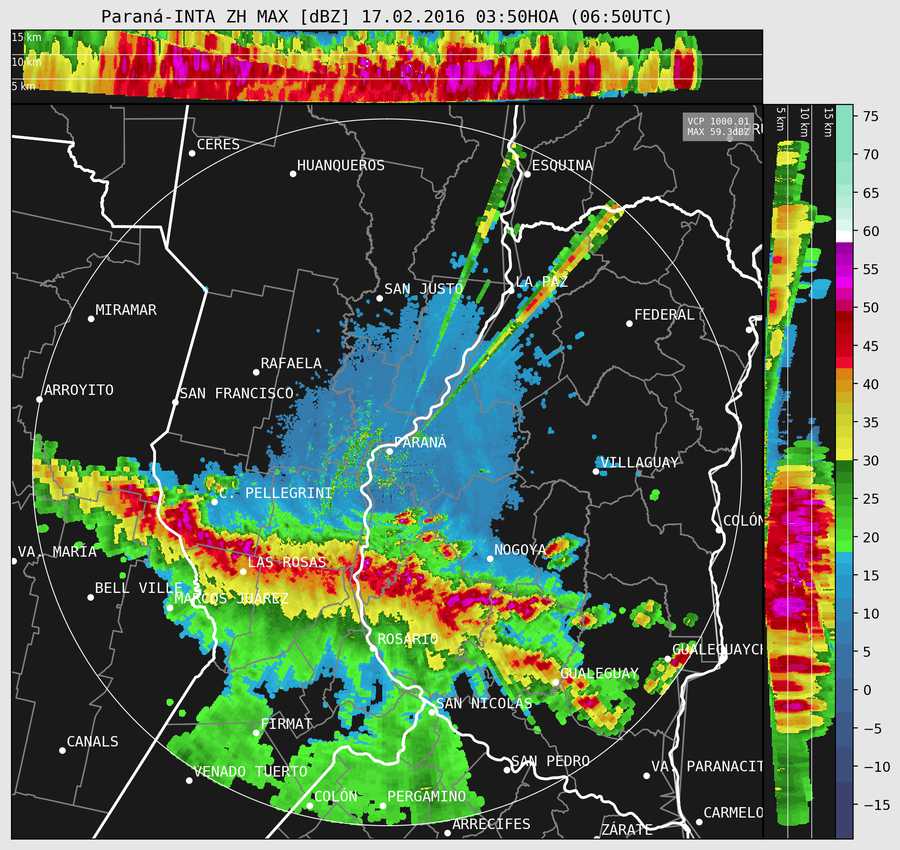 Paraná-INTA ZH MAX [dBZ] 17.02.2016 03:50HOA (06:50UTC)
15 km
10 km
5 km
VCP 1000.01
MAX 59.3dBZ
5 km
10 km
15 km
CERES
HUANQUEROS
ESQUINA
SAN JUSTO
LA PAZ
MIRAMAR
FEDERAL
RAFAELA
ARROYITO
SAN FRANCISCO
PARANÁ
VILLAGUAY
C. PELLEGRINI
COLÓN
VA. MARÍA
NOGOYA
LAS ROSAS
BELL VILLE
MARCOS JUÁREZ
ROSARIO
GUALEGUAYCH
GUALEGUAY
SAN NICOLÁS
FIRMAT
CANALS
VENADO TUERTO
SAN PEDRO
VA. PARANACIT
COLÓN
PERGAMINO
CARMELO
ARRECIFES
ZÁRATE
75
70
65
60
55
50
45
40
35
30
25
20
15
10
5
0
−5
−10
−15